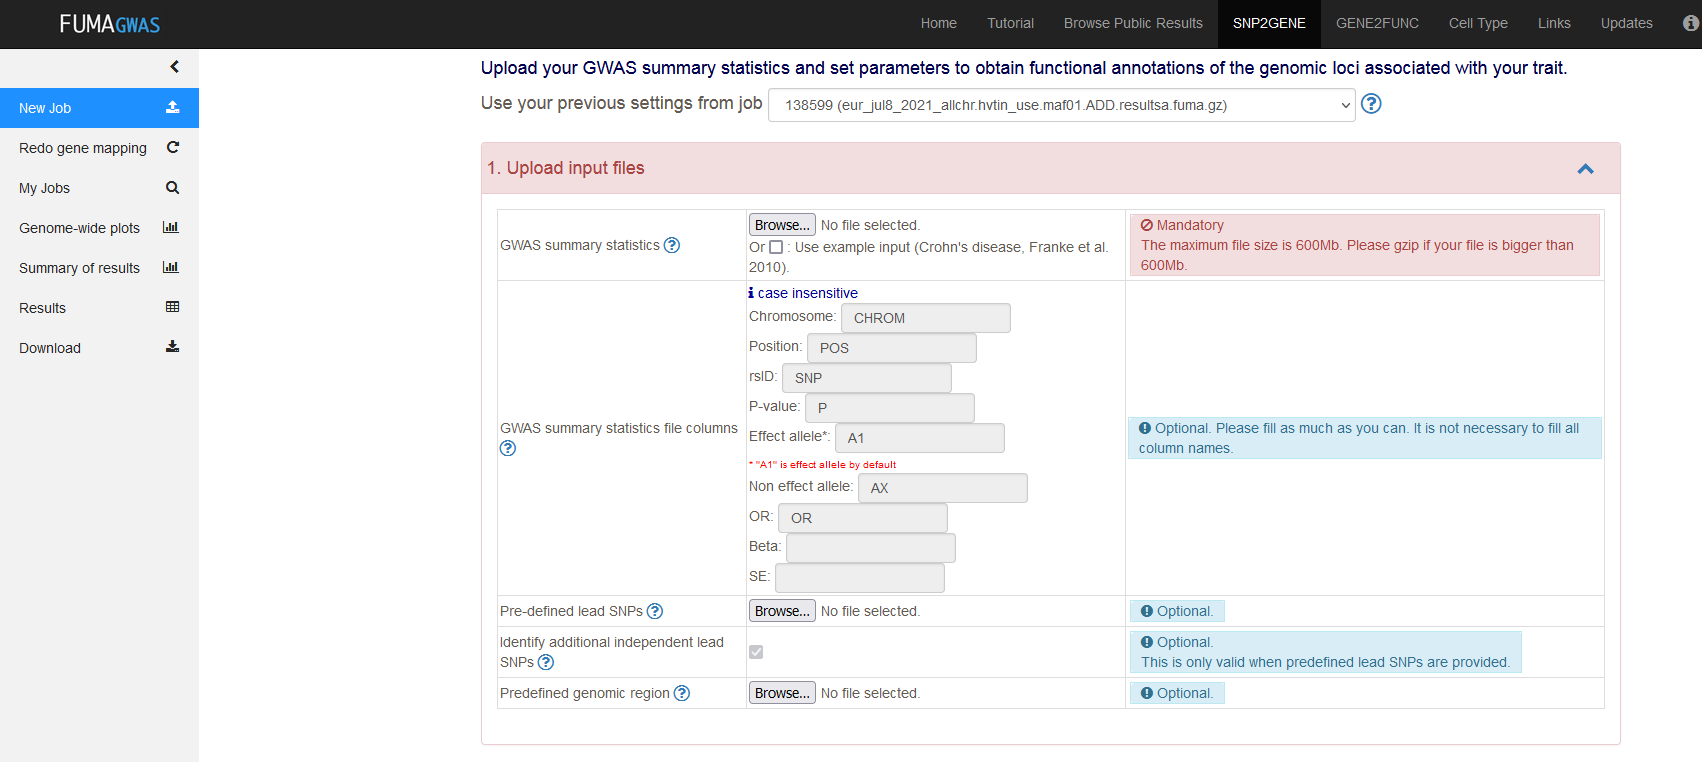 FUMAGWAS
Home Tutorial Browse Public Results SNP2GENE GENE2FUNC Cell Type Links Updates
New Job
Redo gene mapping
My Jobs
Genome-wide plots
Summary of results
Results
Download
Upload your GWAS summary statistics and set parameters to obtain functional annotations of the genomic loci associated with your trait.
Use your previous settings from job 138599 (eur_jul8_2021_allchr.hvtin_use.maf01.ADD.resultsa.fuma.gz)
1. Upload input files
GWAS summary statistics
Browse... No file selected.
Or : Use example input (Crohn's disease, Franke et al.
2010).
Mandatory
The maximum file size is 600Mb. Please gzip if your file is bigger than
600Mb.
GWAS summary statistics file columns
case insensitive
Chromosome: CHROM
Position: POS
rsID: SNP
P-value: P
Effect allele*: A1
* "A1" is effect allele by default
Non effect allele: AX
OR: OR
Beta:
SE:
Optional. Please fill as much as you can. It is not necessary to fill all
column names.
Pre-defined lead SNPs
Browse... No file selected.
Optional.
Identify additional independent lead
SNPs
Optional.
This is only valid when predefined lead SNPs are provided.
Predefined genomic region
Browse... No file selected.
Optional.